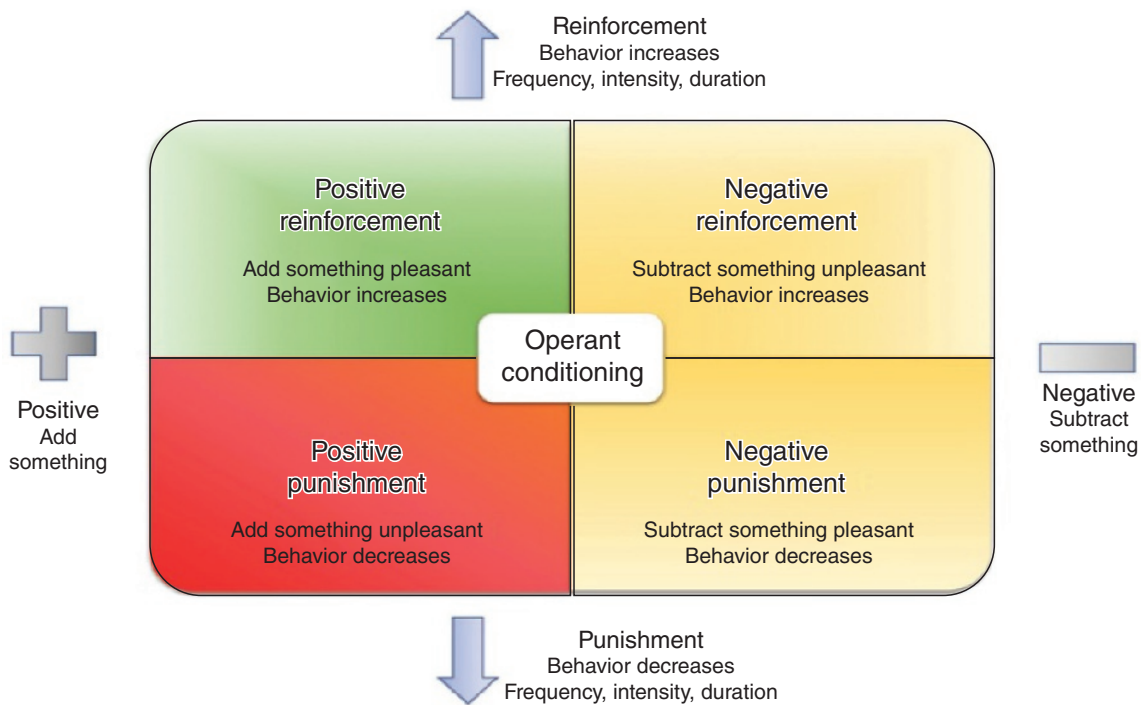 Reinforcement
Behavior increases
Frequency, intensity, duration
Positive
reinforcement
Add something pleasant
Behavior increases
Negative
reinforcement
Subtract something unpleasant
Behavior increases
Operant
conditioning
Positive
Add
something
Negative
Subtract
something
Positive
punishment
Add something unpleasant
Behavior decreases
Negative
punishment
Subtract something pleasant
Behavior decreases
Punishment
Behavior decreases
Frequency, intensity, duration